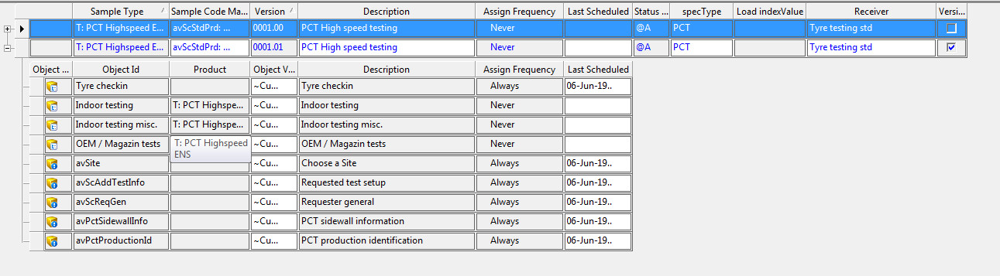 Sample Type Sample Code Ma... Version Description Assign Frequency Last Scheduled Status ... specType Load indexValue Receiver Versi...
T: PCT Highspeed E... avScStdPrd: ... 0001.00 PCT High speed testing Never @A PCT Tyre testing std
T: PCT Highspeed E... avScStdPrd: ... 0001.01 PCT High speed testing Never @A PCT Tyre testing std
Object ... Object Id Product Object V... Description Assign Frequency Last Scheduled
Tyre checkin ~Cu... Tyre checkin Always 06-Jun-19..
Indoor testing T: PCT Highspe... ~Cu... Indoor testing Never
Indoor testing misc. T: PCT Highspe... ~Cu... Indoor testing misc. Never
OEM / Magazin tests T: PCT Highspeed ~Cu... OEM / Magazin tests Never
ENS
avSite ~Cu... Choose a Site Always 06-Jun-19..
avScAddTestInfo ~Cu... Requested test setup Always 06-Jun-19..
avScReqGen ~Cu... Requester general Always 06-Jun-19..
avPctSidewallInfo ~Cu... PCT sidewall information Always 06-Jun-19..
avPctProductionId ~Cu... PCT production identification Always 06-Jun-19..